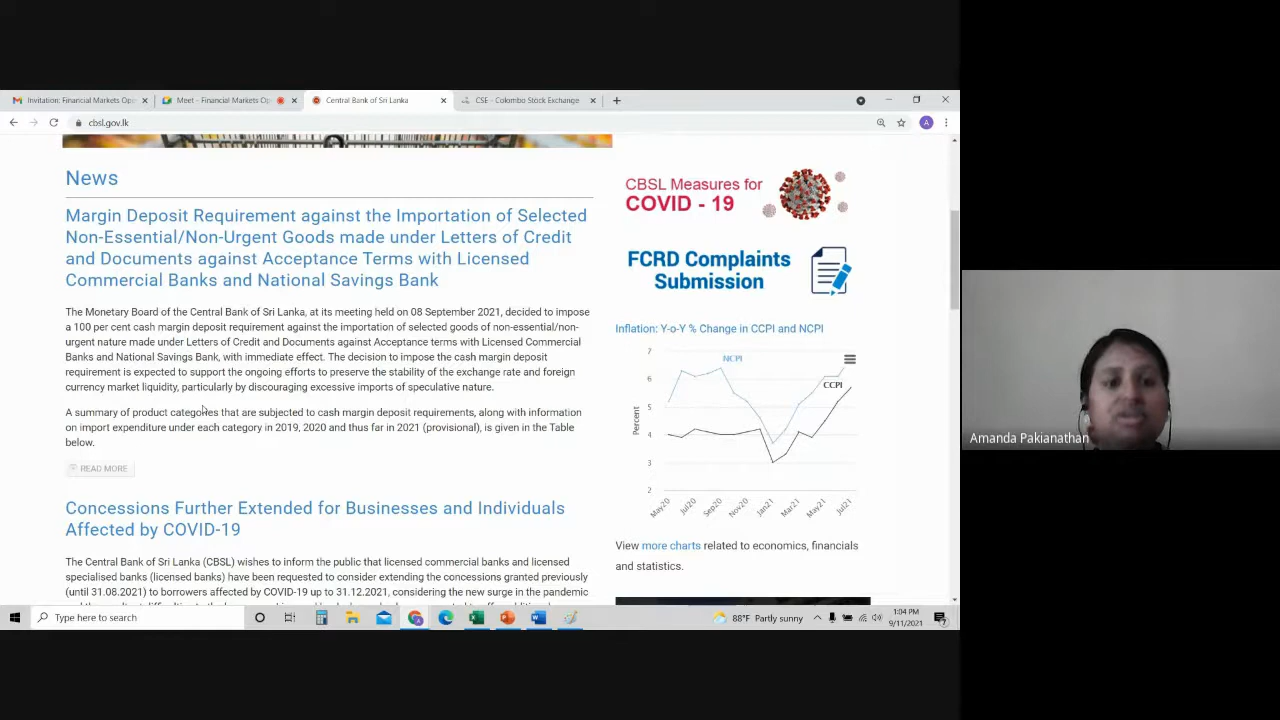 Invitation: Financial Markets Ope
Meet - Financial Markets Op
Central Bank of Sri Lanka
CSE - Colombo Stock Exchange
cbsl.gov.lk
A
News
Margin Deposit Requirement against the Importation of Selected
Non-Essential/Non-Urgent Goods made under Letters of Credit
and Documents against Acceptance Terms with Licensed
Commercial Banks and National Savings Bank
The Monetary Board of the Central Bank of Sri Lanka, at its meeting held on 08 September 2021, decided to impose
a 100 per cent cash margin deposit requirement against the importation of selected goods of non-essential/non-
urgent nature made under Letters of Credit and Documents against Acceptance terms with Licensed Commercial
Banks and National Savings Bank, with immediate effect. The decision to impose the cash margin deposit
requirement is expected to support the ongoing efforts to preserve the stability of the exchange rate and foreign
currency market liquidity, particularly by discouraging excessive imports of speculative nature.
A summary of product categories that are subjected to cash margin deposit requirements, along with information
on import expenditure under each category in 2019, 2020 and thus far in 2021 (provisional), is given in the Table
below.
READ MORE
Concessions Further Extended for Businesses and Individuals
Affected by COVID-19
The Central Bank of Sri Lanka (CBSL) wishes to inform the public that licensed commercial banks and licensed
specialised banks (licensed banks) have been requested to consider extending the concessions granted previously
(until 31.08.2021) to borrowers affected by COVID-19 up to 31.12.2021, considering the new surge in the pandemic
CBSL Measures for
COVID - 19
FCRD Complaints
Submission
Inflation: Y-o-Y % Change in CCPI and NCPI
7
NCPI
6
CCPI
5
Percent
4
3
2
May20
Jul20
Sep20
Nov20
Jan21
Mar21
May21
Jul21
View more charts related to economics, financials
and statistics.
Amanda Pakianathan
Type here to search
88°F Partly sunny
1:04 PM
9/11/2021